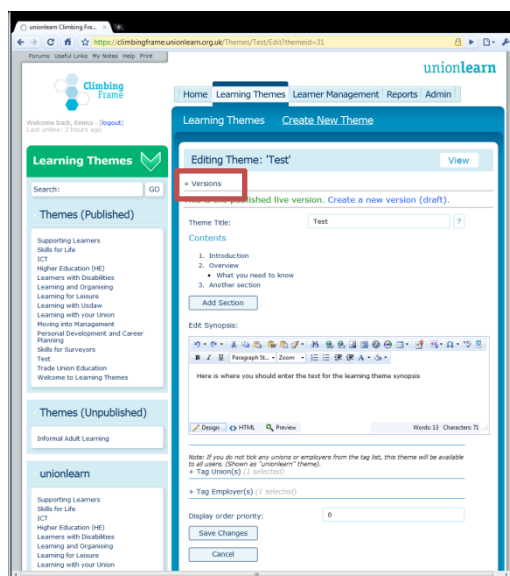 unionlearn Climbing Fra...
https://climbingframe.unionlearn.org.uk/Themes/Test/Edit?themeid=31
Forums Useful Links My Notes Help Print
unionlearn
Climbing
Frame
Home Learning Themes Learner Management Reports Admin
Welcome back, Emma - [logout]
Last online: 2 hours ago
Learning Themes Create New Theme
Learning Themes
Search: GO
Themes (Published)
Supporting Learners
Skills for Life
ICT
Higher Education (HE)
Learners with Disabilities
Learning and Organising
Learning for Leisure
Learning with Usdaw
Learning with your Union
Moving into Management
Personal Development and Career
Planning
Skills for Surveyors
Test
Trade Union Education
Welcome to Learning Themes
Themes (Unpublished)
Informal Adult Learning
unionlearn
Supporting Learners
Skills for Life
ICT
Higher Education (HE)
Learners with Disabilities
Learning and Organising
Learning for Leisure
Learning with your Union
Editing Theme: 'Test' View
+ Versions
This is the published live version. Create a new version (draft).
Theme Title: Test ?
Contents
1. Introduction
2. Overview
• What you need to know
3. Another section
Add Section
Edit Synopsis:
B I U Paragraph St... Zoom
Here is where you should enter the text for the learning theme synopsis
Design HTML Preview Words: 13 Characters: 71
Note: If you do not tick any unions or employers from the tag list, this theme will be available
to all users. (Shown as "unionlearn" theme).
+ Tag Union(s) (1 selected)
+ Tag Employer(s) (1 selected)
Display order priority: 0
Save Changes
Cancel